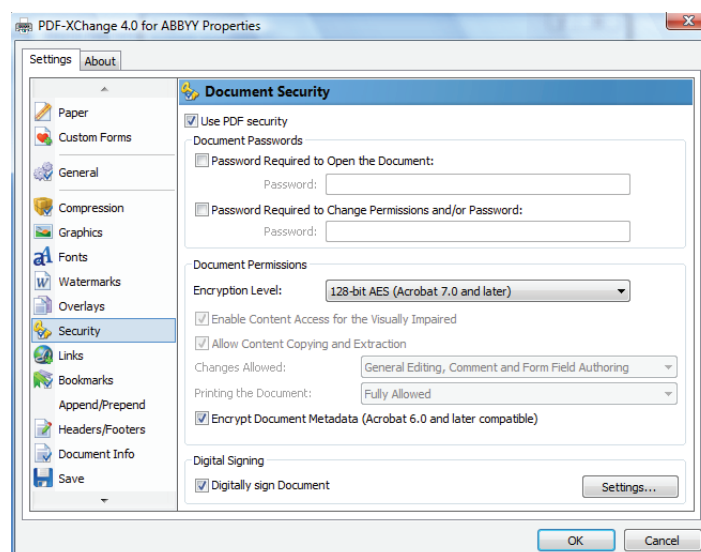 PDF-XChange 4.0 for ABBYY Properties
Settings About
Paper
Custom Forms
General
Compression
Graphics
Fonts
Watermarks
Overlays
Security
Links
Bookmarks
Append/Prepend
Headers/Footers
Document Info
Save
Document Security
Use PDF security
Document Passwords
Password Required to Open the Document:
Password:
Password Required to Change Permissions and/or Password:
Password:
Document Permissions
Encryption Level: 128-bit AES (Acrobat 7.0 and later)
Enable Content Access for the Visually Impaired
Allow Content Copying and Extraction
Changes Allowed: General Editing, Comment and Form Field Authoring
Printing the Document: Fully Allowed
Encrypt Document Metadata (Acrobat 6.0 and later compatible)
Digital Signing
Digitally sign Document Settings...
OK Cancel